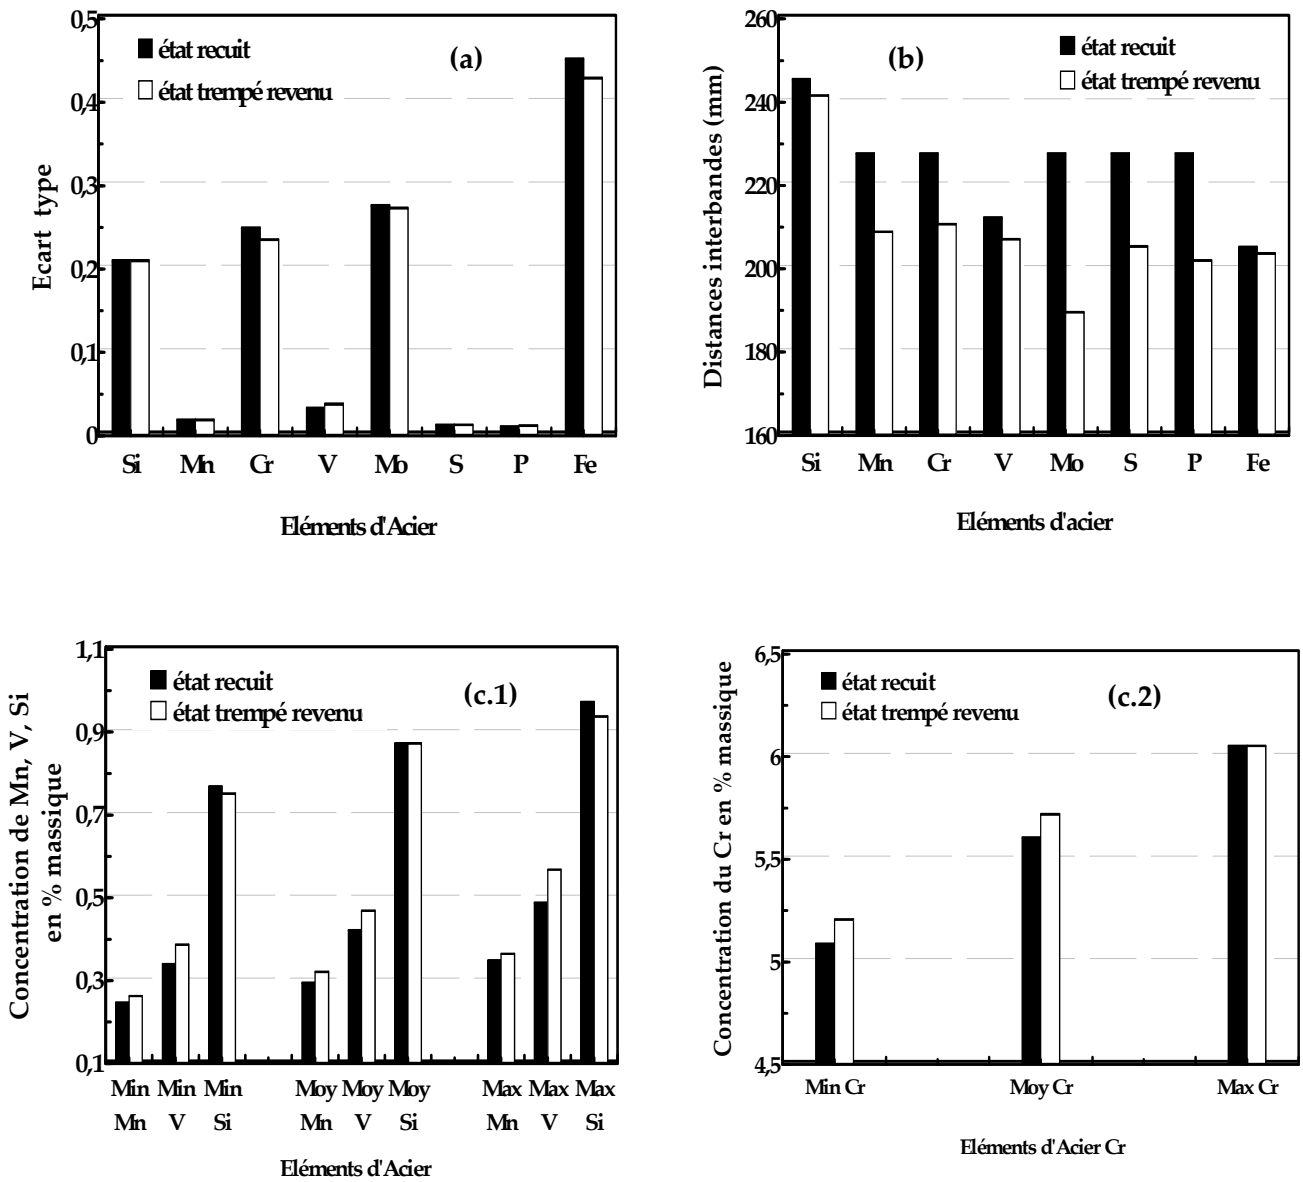 0,5
0,4
0,3
0,2
0,1
0
Ecart type
état recuit
état trempé revenu
(a)
Si Mn Cr V Mo S P Fe
Eléments d'Acier
260
240
220
200
180
160
Distances interbandes (mm)
(b)
état recuit
état trempé revenu
Si Mn Cr V Mo S P Fe
Eléments d'acier
1,1
0,9
0,7
0,5
0,3
0,1
Concentration de Mn, V, Si
en % massique
état recuit
état trempé revenu
(c.1)
Min Min Min Moy Moy Moy Max Max Max
Mn V Si Mn V Si Mn V Si
Eléments d'Acier
6,5
6
5,5
5
4,5
Concentration du Cr en % massique
état recuit
état trempé revenu
(c.2)
Min Cr Moy Cr Max Cr
Eléments d'Acier Cr